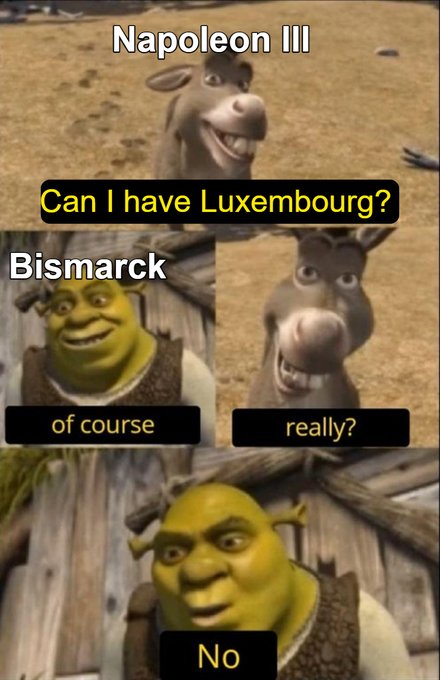 Napoleon III
Can I have Luxembourg?
Bismarck
of course
really?
No